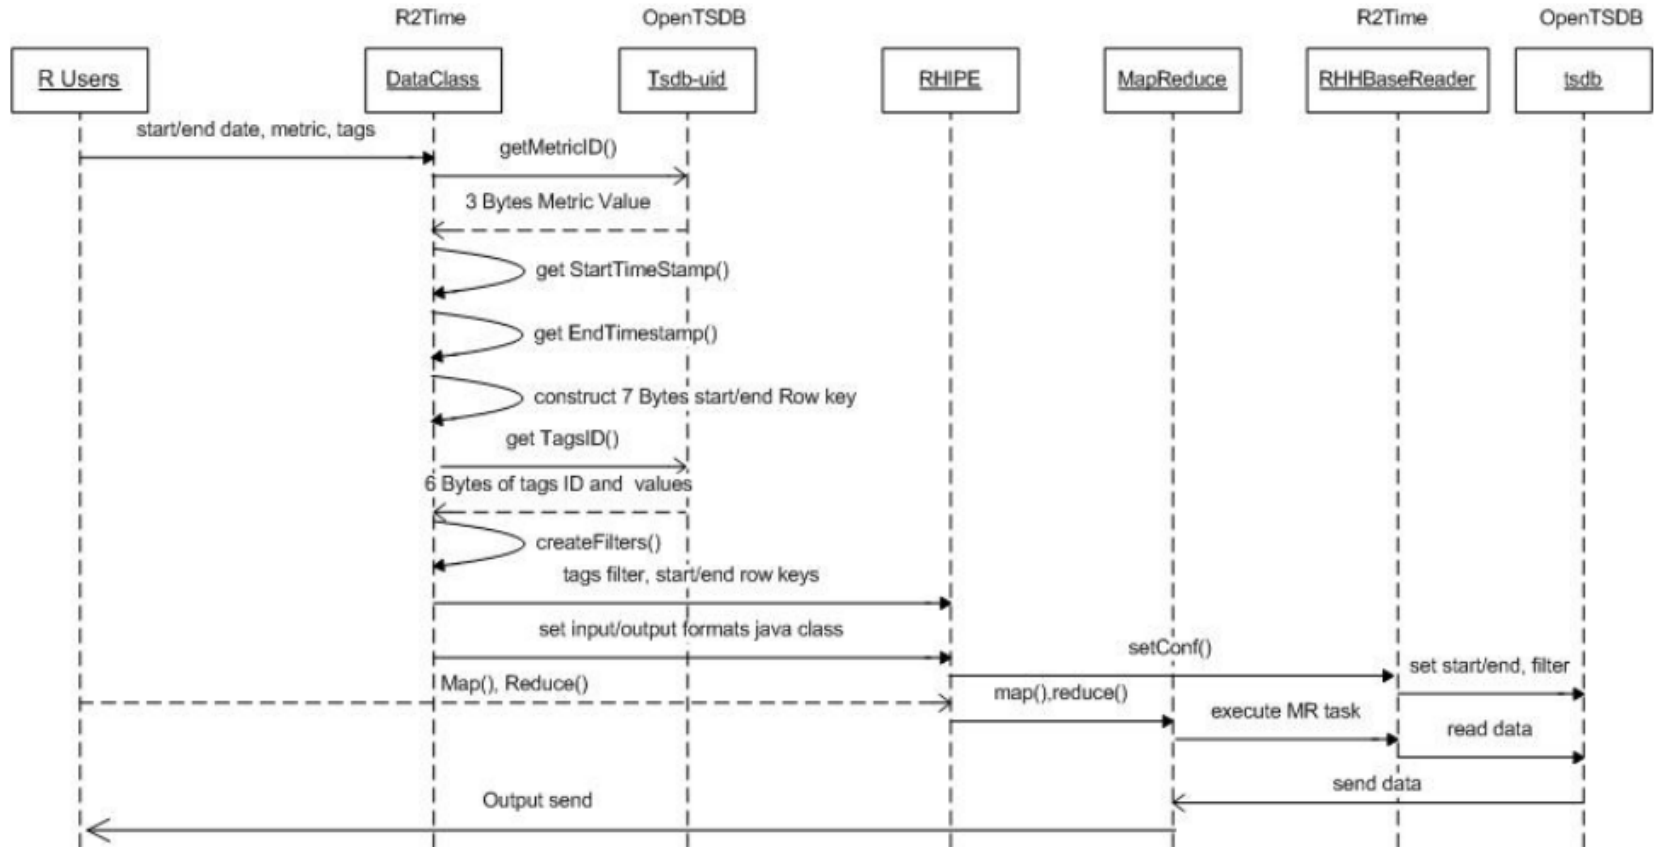 R2Time
OpenTSDB
R2Time
OpenTSDB
R Users
DataClass
Tsdb-uid
RHIPE
MapReduce
RHHBaseReader
tsdb
start/end date, metric, tags
getMetricID()
3 Bytes Metric Value
get StartTimeStamp()
get EndTimestamp()
construct 7 Bytes start/end Row key
get TagsID()
6 Bytes of tags ID and values
createFilters()
tags filter, start/end row keys
set input/output formats java class
setConf()
set start/end, filter
Map(), Reduce()
map(),reduce()
execute MR task
read data
send data
Output send